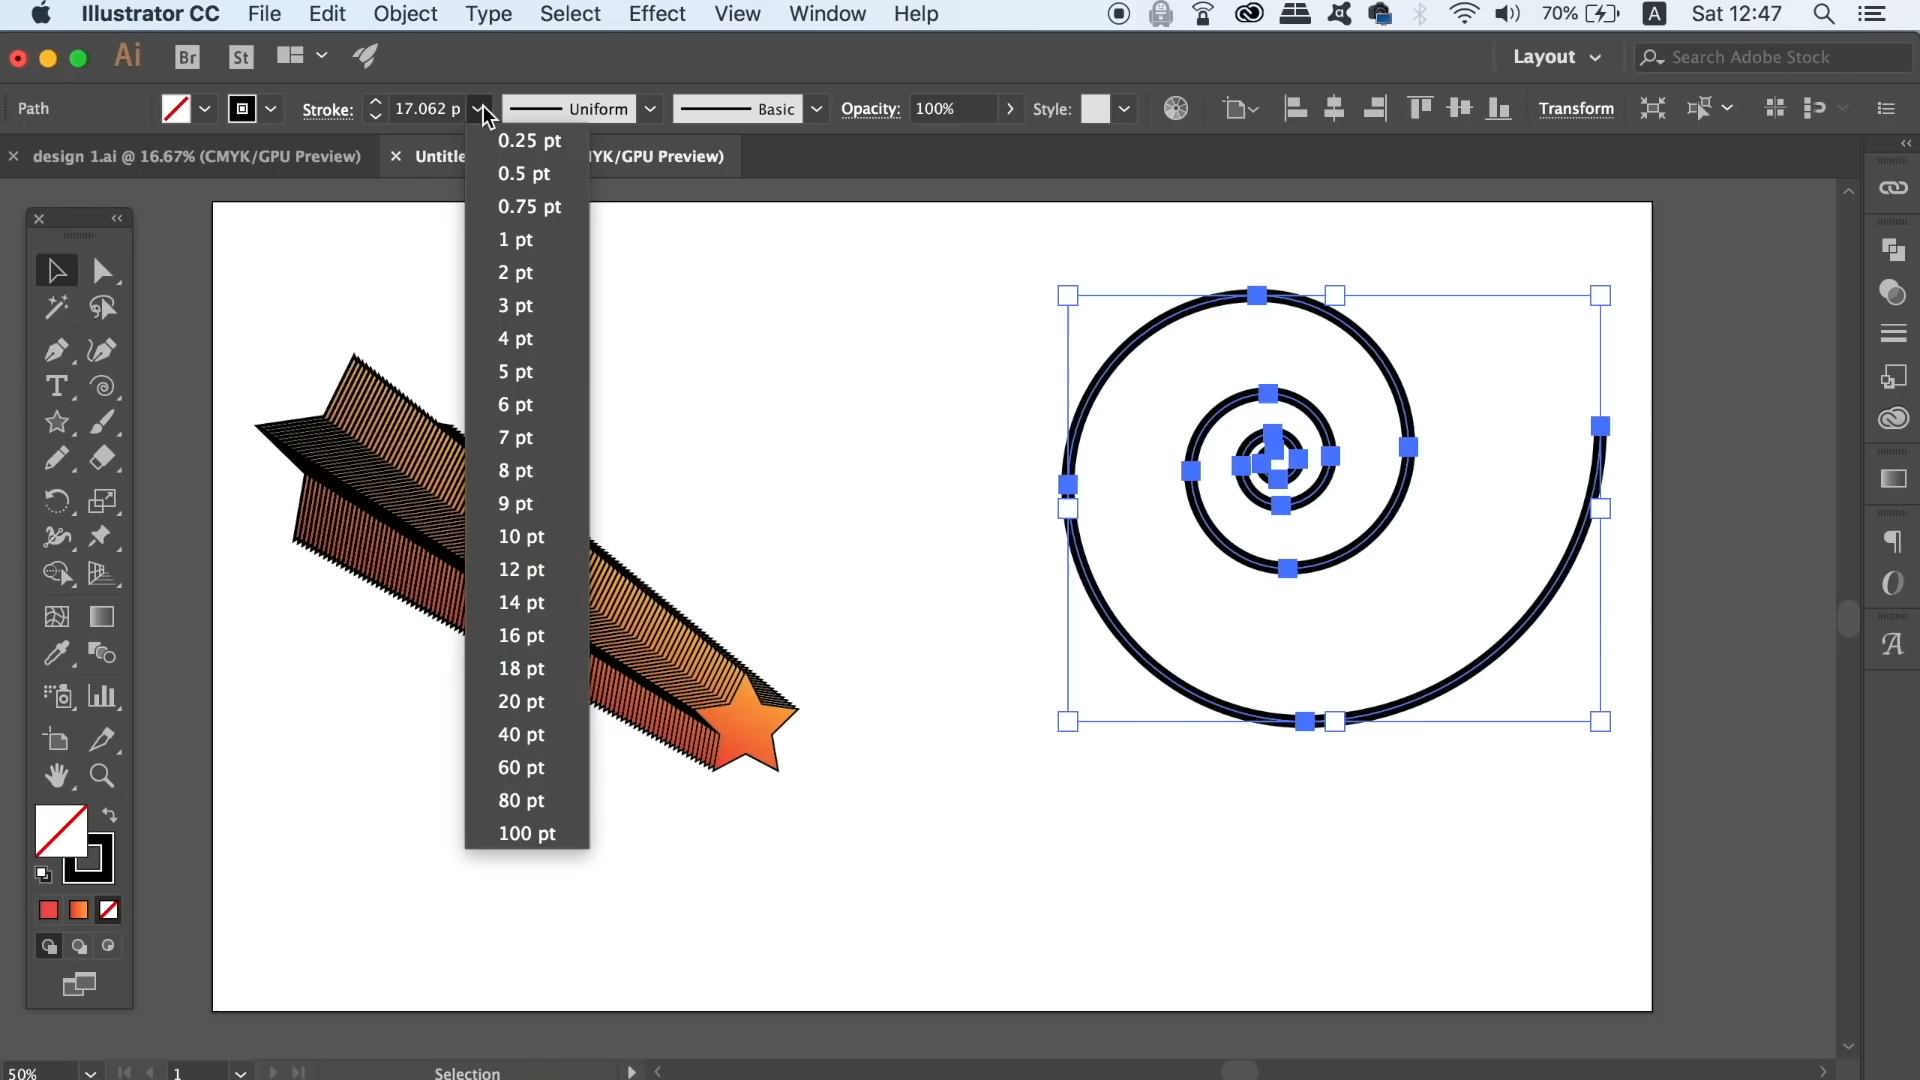 Illustrator CC File Edit Object Type Select Effect View Window Help 70% A Sat 12:47
Ai Br St Layout Search Adobe Stock
Path Stroke: 17.062 p Uniform Basic Opacity: 100% Style: Transform
× design 1.ai @ 16.67% (CMYK/GPU Preview) × Untitle YK/GPU Preview)
0.25 pt
0.5 pt
0.75 pt
1 pt
2 pt
3 pt
4 pt
5 pt
6 pt
7 pt
8 pt
9 pt
10 pt
12 pt
14 pt
16 pt
18 pt
20 pt
40 pt
60 pt
80 pt
100 pt
50% 1 Selection